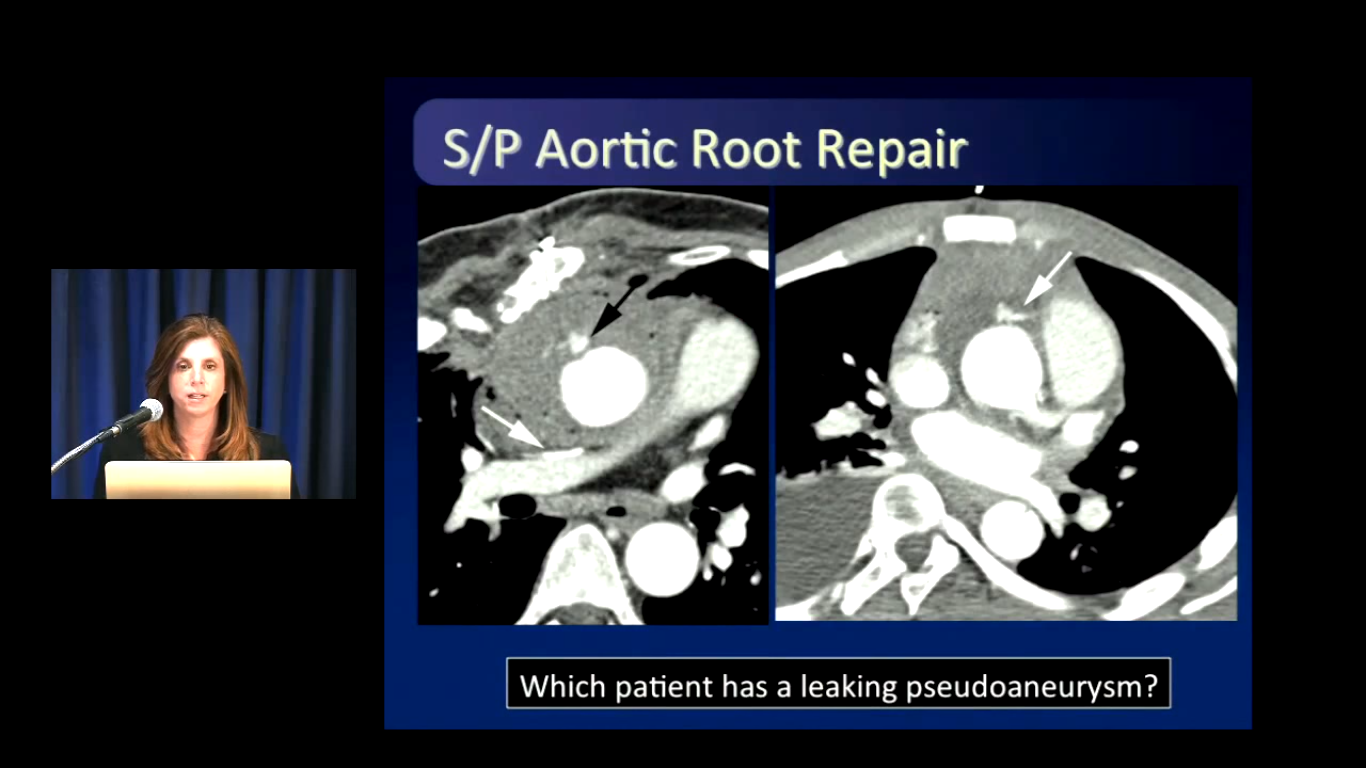 S/P Aortic Root Repair
Which patient has a leaking pseudoaneurysm?